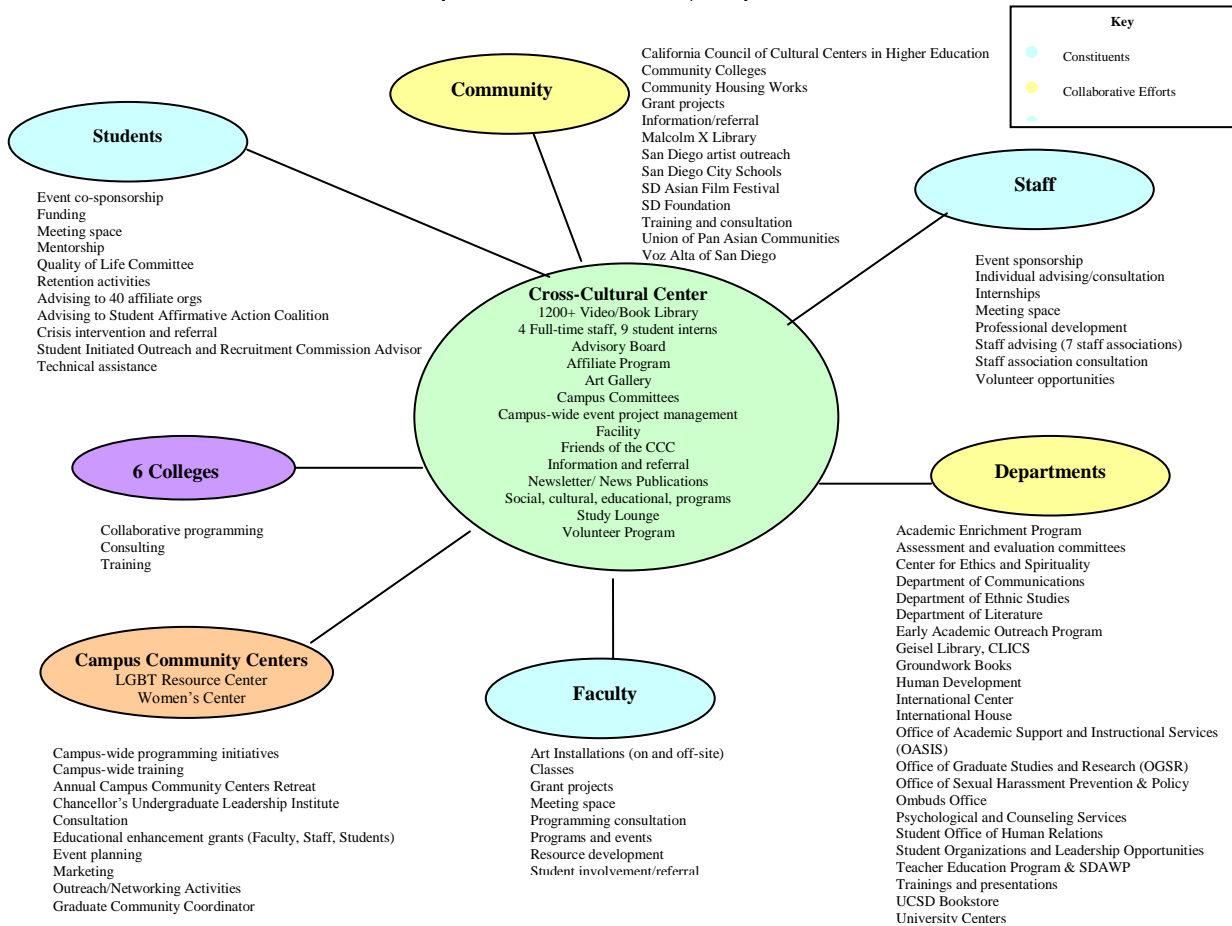 Key
Constituents
Collaborative Efforts
Community
California Council of Cultural Centers in Higher Education
Community Colleges
Community Housing Works
Grant projects
Information/referral
Malcolm X Library
San Diego artist outreach
San Diego City Schools
SD Asian Film Festival
SD Foundation
Training and consultation
Union of Pan Asian Communities
Voz Alta of San Diego
Students
Event co-sponsorship
Funding
Meeting space
Mentorship
Quality of Life Committee
Retention activities
Advising to 40 affiliate orgs
Advising to Student Affirmative Action Coalition
Crisis intervention and referral
Student Initiated Outreach and Recruitment Commission Advisor
Technical assistance
Staff
Event sponsorship
Individual advising/consultation
Internships
Meeting space
Professional development
Staff advising (7 staff associations)
Staff association consultation
Volunteer opportunities
Cross-Cultural Center
1200+ Video/Book Library
4 Full-time staff, 9 student interns
Advisory Board
Affiliate Program
Art Gallery
Campus Committees
Campus-wide event project management
Facility
Friends of the CCC
Information and referral
Newsletter/ News Publications
Social, cultural, educational, programs
Study Lounge
Volunteer Program
6 Colleges
Collaborative programming
Consulting
Training
Departments
Academic Enrichment Program
Assessment and evaluation committees
Center for Ethics and Spirituality
Department of Communications
Department of Ethnic Studies
Department of Literature
Early Academic Outreach Program
Geisel Library, CLICS
Groundwork Books
Human Development
International Center
International House
Office of Academic Support and Instructional Services
(OASIS)
Office of Graduate Studies and Research (OGSR)
Office of Sexual Harassment Prevention & Policy
Ombuds Office
Psychological and Counseling Services
Student Office of Human Relations
Student Organizations and Leadership Opportunities
Teacher Education Program & SDAWP
Trainings and presentations
UCSD Bookstore
University Centers
Campus Community Centers
LGBT Resource Center
Women's Center
Campus-wide programming initiatives
Campus-wide training
Annual Campus Community Centers Retreat
Chancellor's Undergraduate Leadership Institute
Consultation
Educational enhancement grants (Faculty, Staff, Students)
Event planning
Marketing
Outreach/Networking Activities
Graduate Community Coordinator
Faculty
Art Installations (on and off-site)
Classes
Grant projects
Meeting space
Programming consultation
Programs and events
Resource development
Student involvement/referral